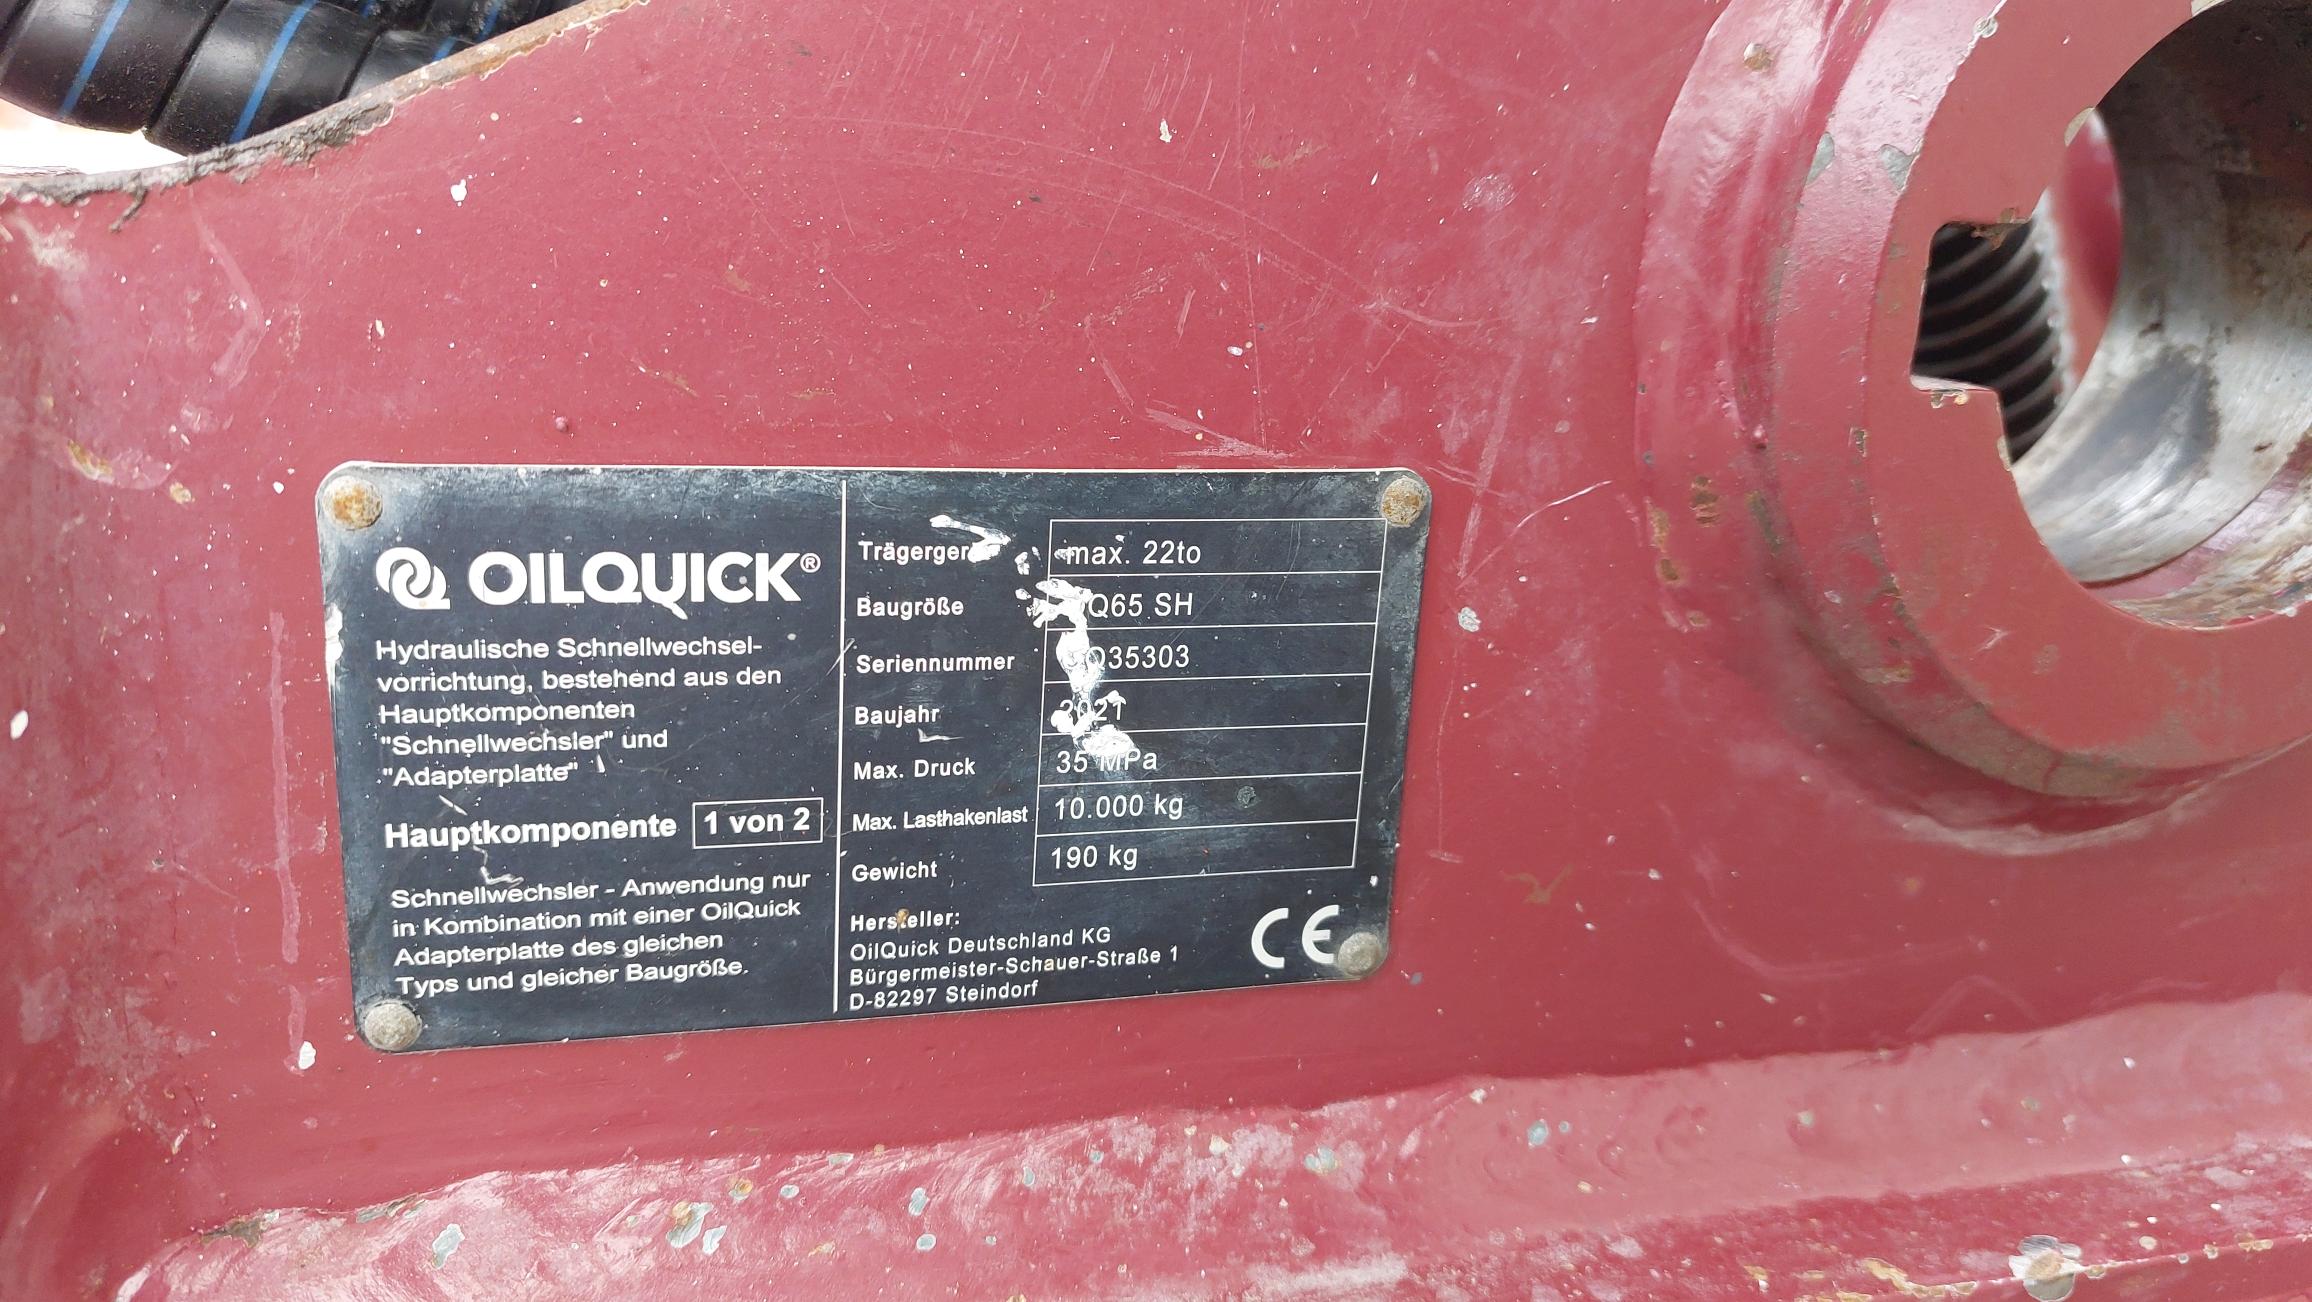 OILQUICK®
Hydraulische Schnellwechsel-
vorrichtung, bestehend aus den
Hauptkomponenten
"Schnellwechsler" und
"Adapterplatte"
Hauptkomponente 1 von 2
Schnellwechsler - Anwendung nur
in Kombination mit einer OilQuick
Adapterplatte des gleichen
Typs und gleicher Baugröße.
max. 22to
Baugröße SH
Seriennummer
Baujahr 2021
Max. Druck 35 MPa
Max. Lasthakenlast 10.000 kg
Gewicht 190 kg
Hersteller:
OilQuick Deutschland KG
Bürgermeister-Schauer-Straße 1
D-82297 Steindorf
CE